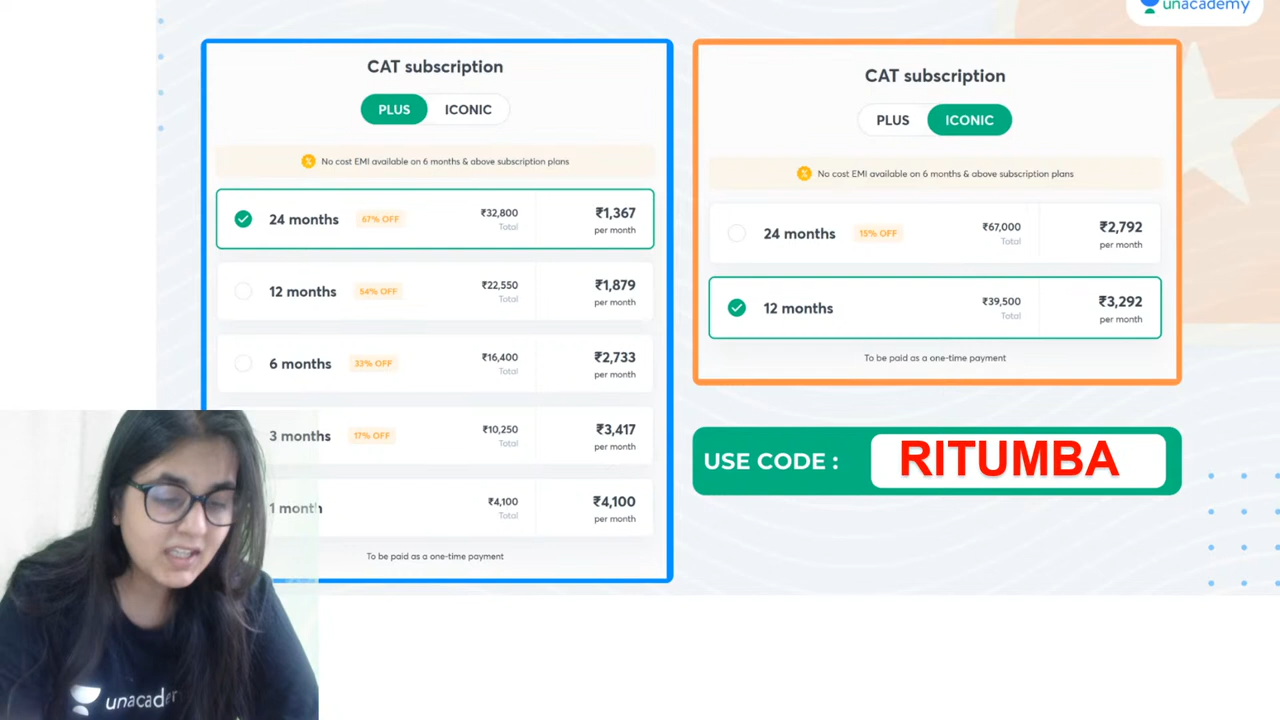 unacademy
CAT subscription
PLUS ICONIC
No cost EMI available on 6 months & above subscription plans
24 months 67% OFF ₹32,800 ₹1,367
Total per month
12 months 54% OFF ₹22,550 ₹1,879
Total per month
6 months 33% OFF ₹16,400 ₹2,733
Total per month
3 months 17% OFF ₹10,250 ₹3,417
Total per month
1 month ₹4,100 ₹4,100
Total per month
To be paid as a one-time payment
CAT subscription
PLUS ICONIC
No cost EMI available on 6 months & above subscription plans
24 months 15% OFF ₹67,000 ₹2,792
Total per month
12 months ₹39,500 ₹3,292
Total per month
To be paid as a one-time payment
USE CODE : RITUMBA
unacademy